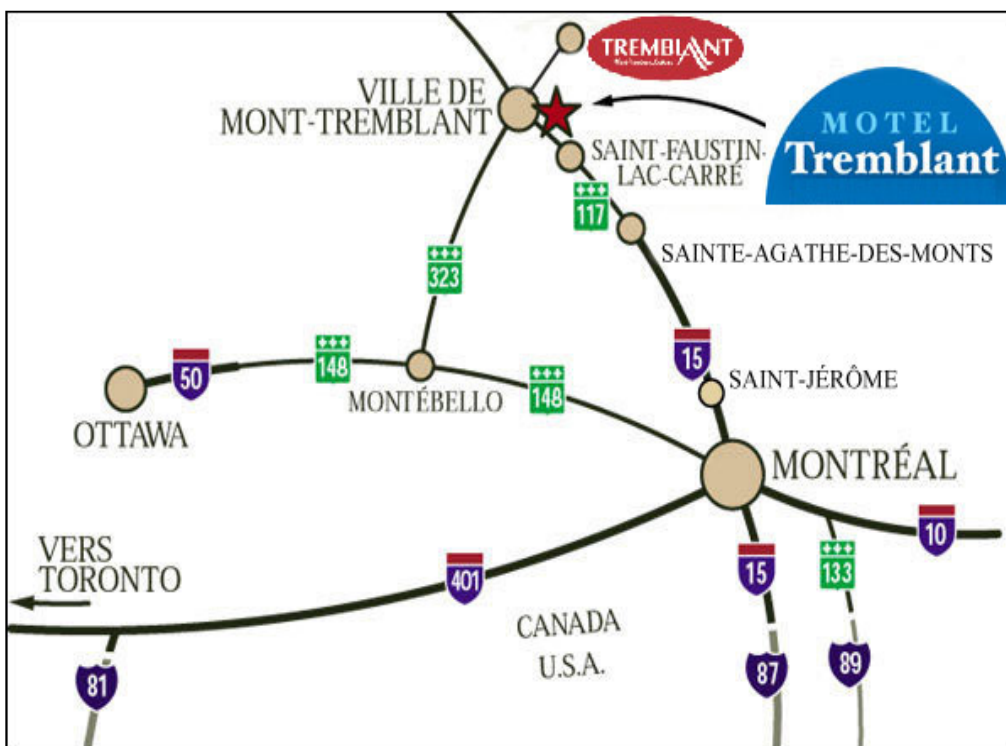 TREMBLANT
VILLE DE
MONT-TREMBLANT
MOTEL
Tremblant
SAINT-FAUSTIN-
LAC-CARRÉ
117
SAINTE-AGATHE-DES-MONTS
323
15
50
148
148
SAINT-JÉRÔME
MONTÉBELLO
OTTAWA
MONTRÉAL
VERS
TORONTO
401
15
133
10
CANADA
U.S.A.
81
87
89